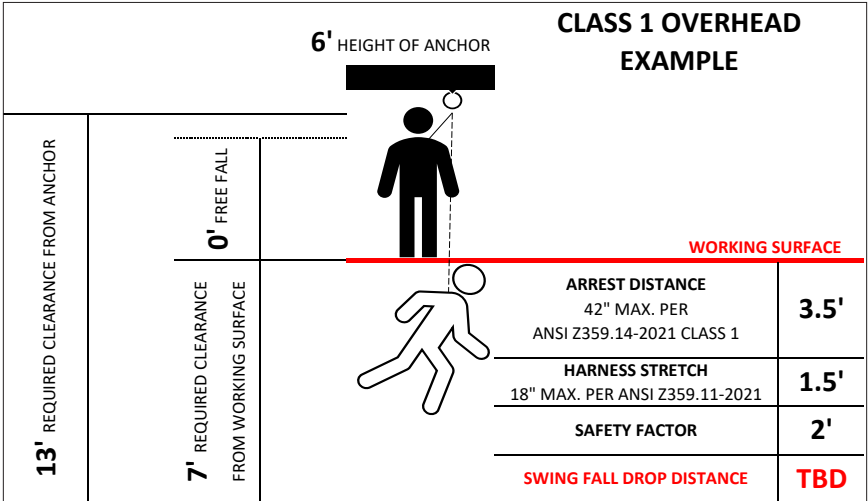 CLASS 1 OVERHEAD
EXAMPLE
6' HEIGHT OF ANCHOR
13' REQUIRED CLEARANCE FROM ANCHOR
0' FREE FALL
7' REQUIRED CLEARANCE
FROM WORKING SURFACE
WORKING SURFACE
ARREST DISTANCE
42" MAX. PER
ANSI Z359.14-2021 CLASS 1
3.5'
HARNESS STRETCH
18" MAX. PER ANSI Z359.11-2021
1.5'
SAFETY FACTOR
2'
SWING FALL DROP DISTANCE
TBD